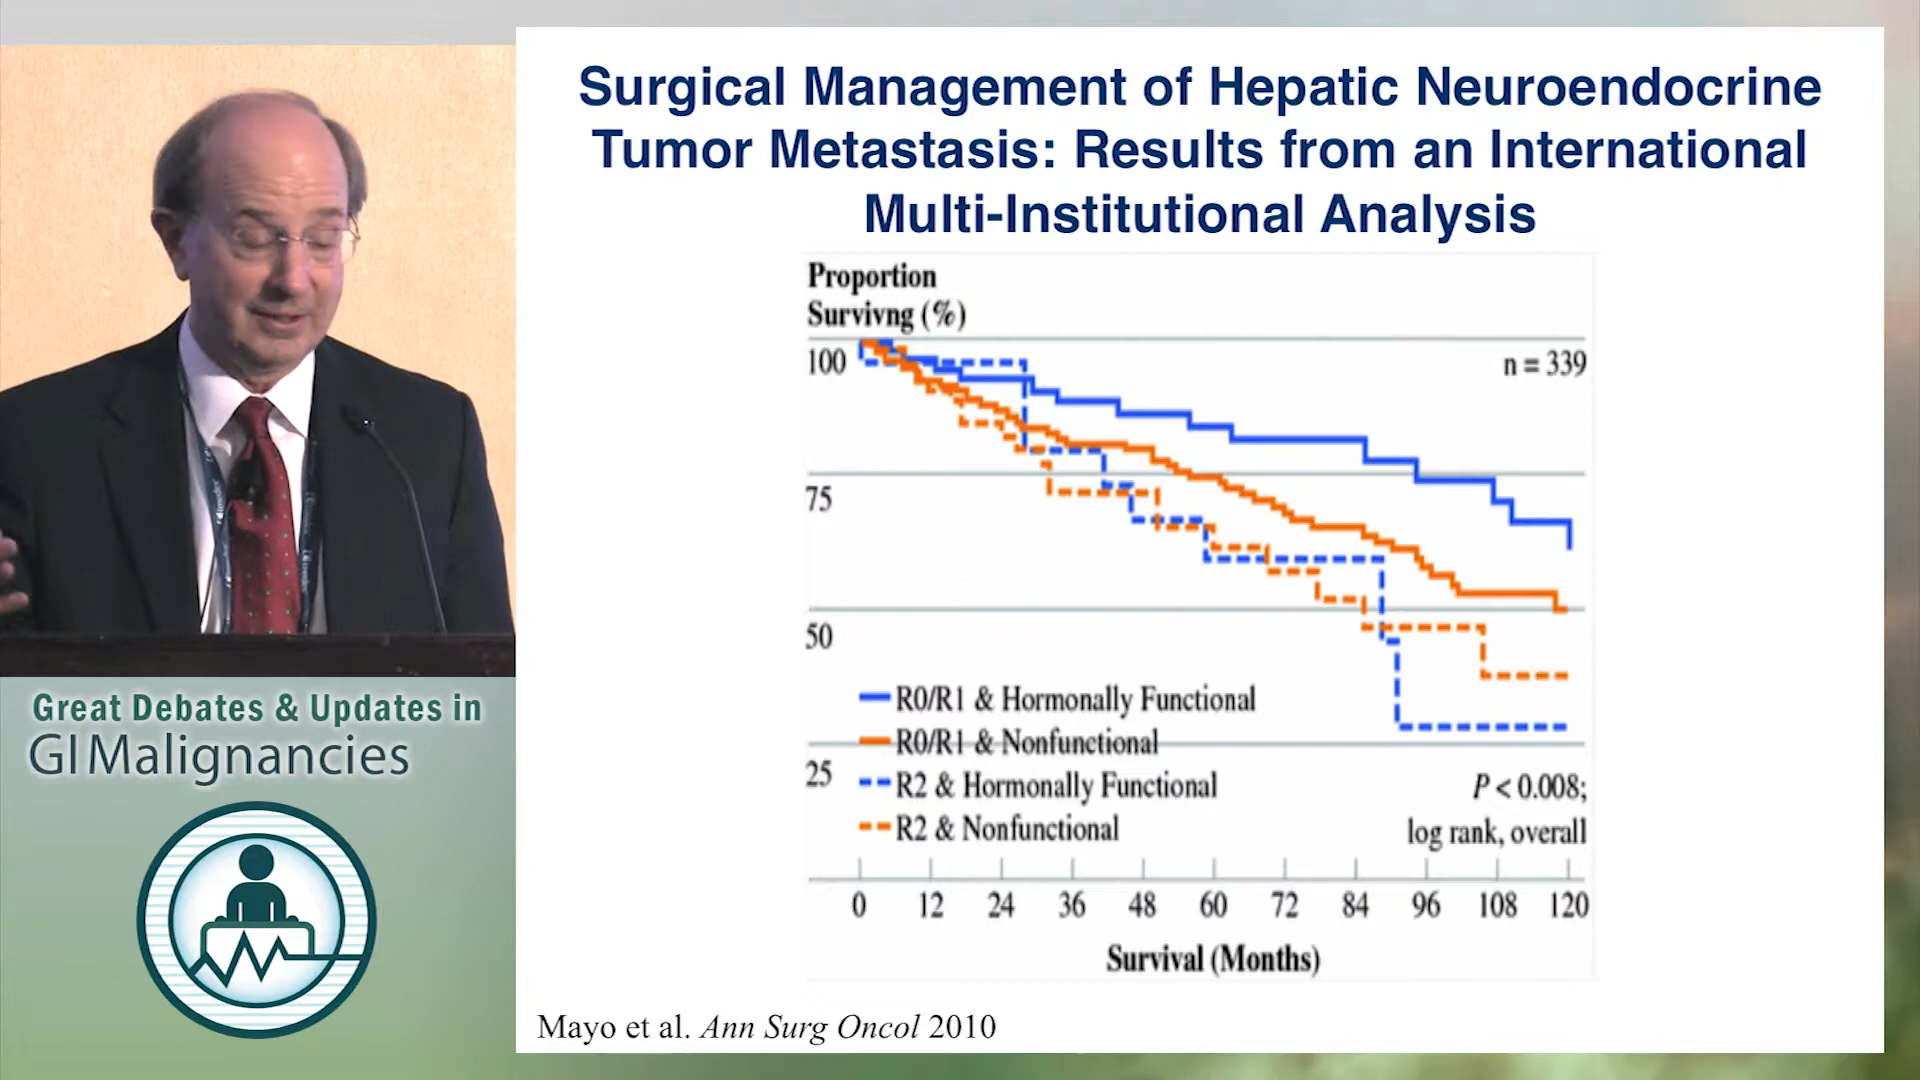 Surgical Management of Hepatic Neuroendocrine
Tumor Metastasis: Results from an International
Multi-Institutional Analysis
Proportion
Survivng (%)
100
n = 339
75
50
R0/R1 & Hormonally Functional
R0/R1 & Nonfunctional
25
R2 & Hormonally Functional
R2 & Nonfunctional
P < 0.008;
log rank, overall
0 12 24 36 48 60 72 84 96 108 120
Survival (Months)
Mayo et al. Ann Surg Oncol 2010
Great Debates & Updates in
GI Malignancies